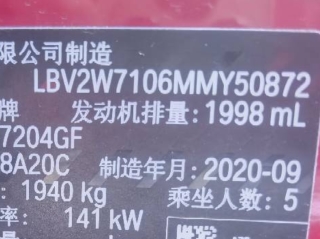 限公司制造
LBV2W7106MMY50872
牌 发动机排量: 1998 mL
7204GF
8A20C 制造年月: 2020-09
: 1940 kg 乘坐人数: 5
率: 141 kW